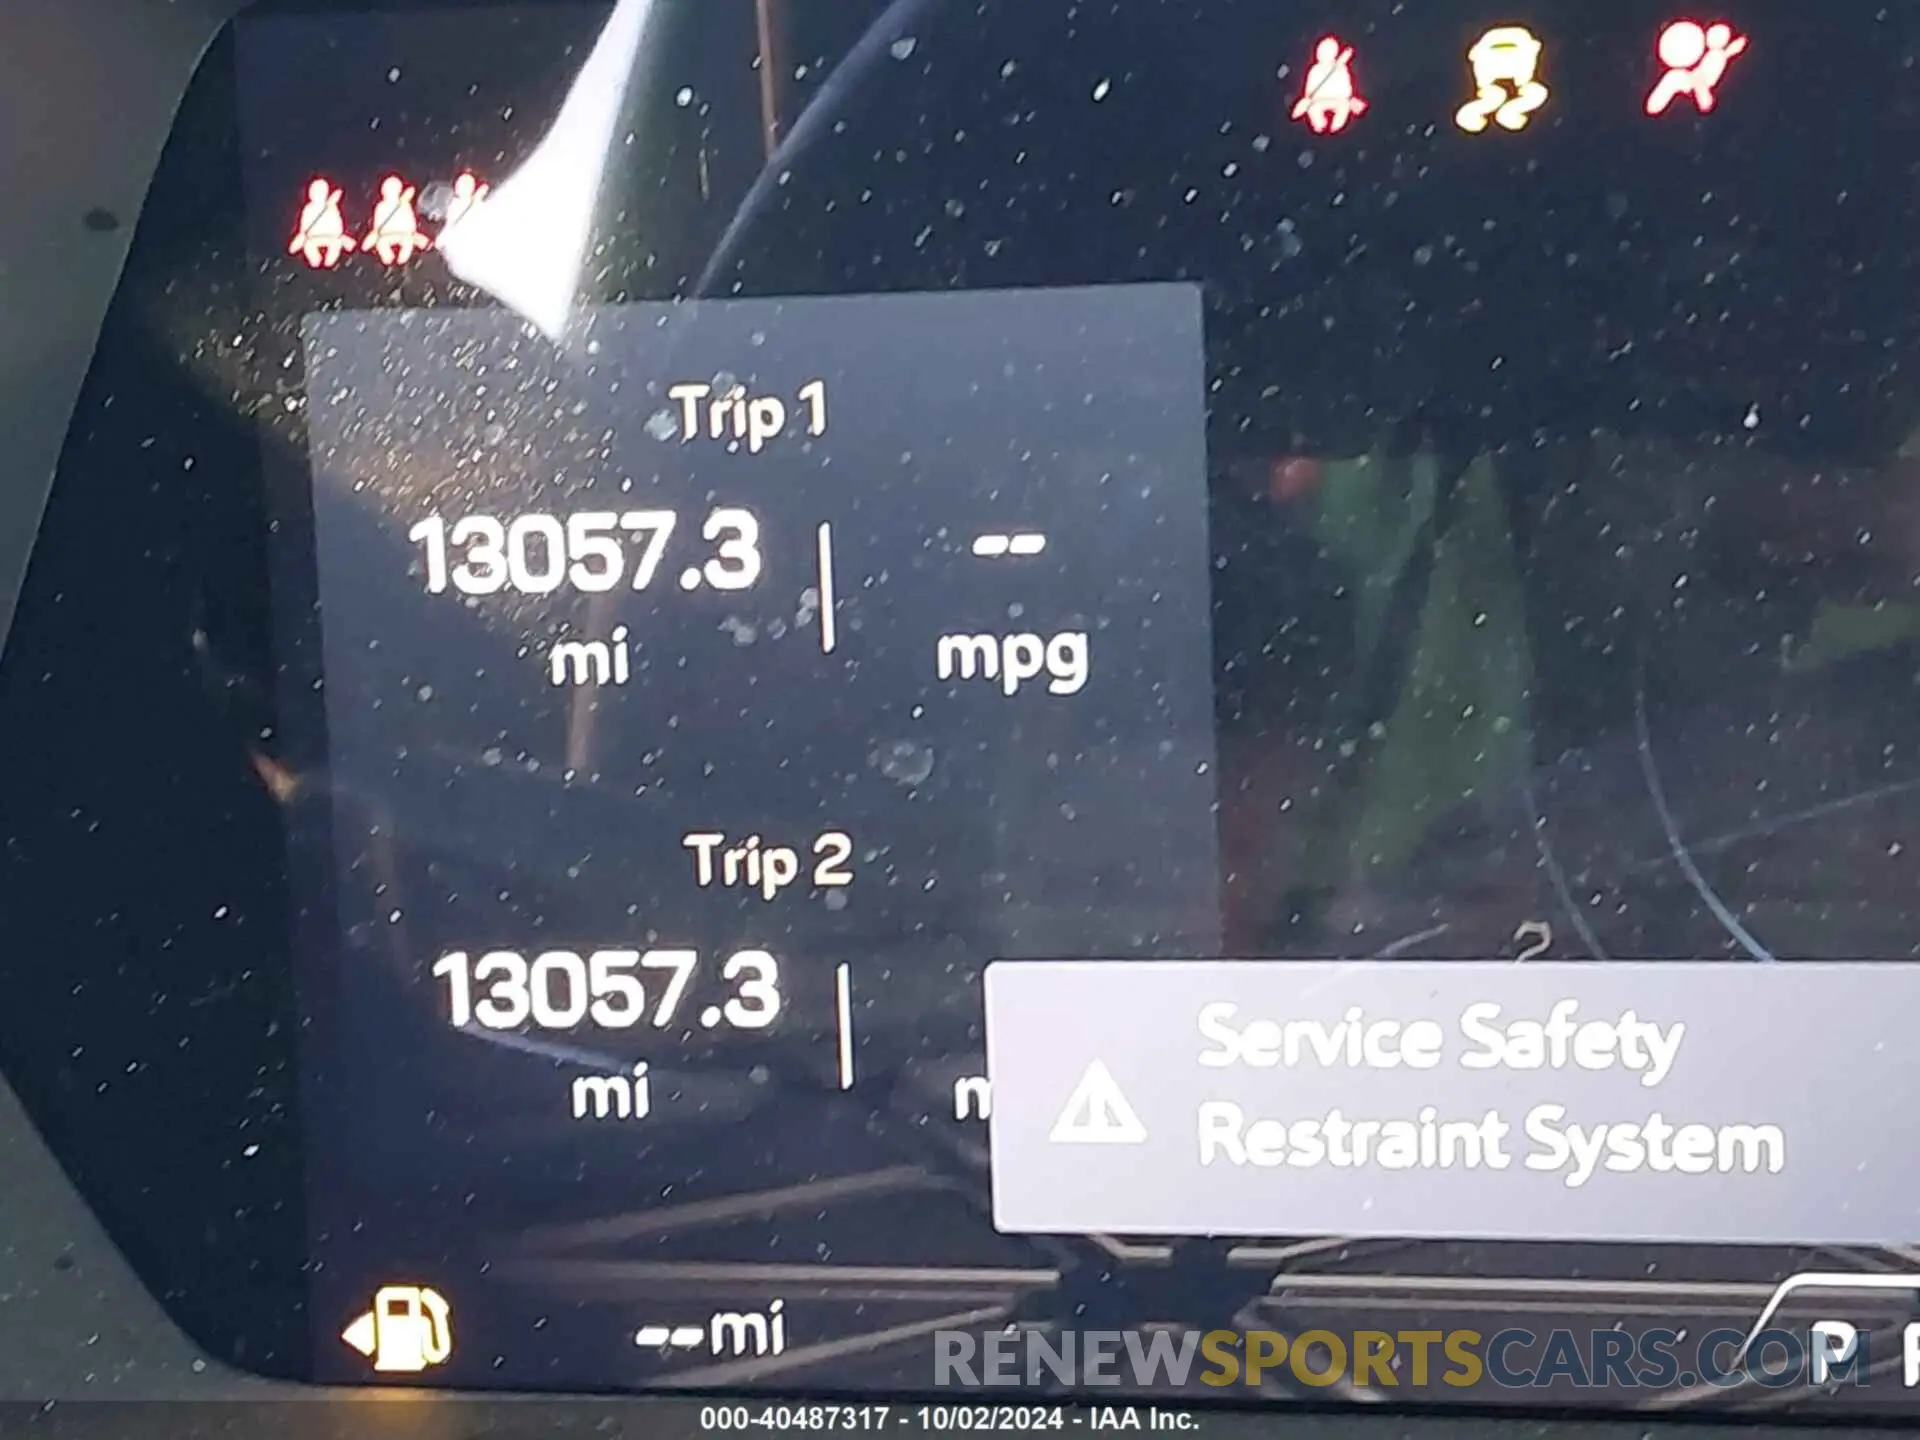 Trip 1
13057.3 --
mi mpg
Trip 2
13057.3
mi m
Service Safety
Restraint System
--mi
P
RENEWSPORTSCARS.COM
000-40487317 - 10/02/2024 - IAA Inc.